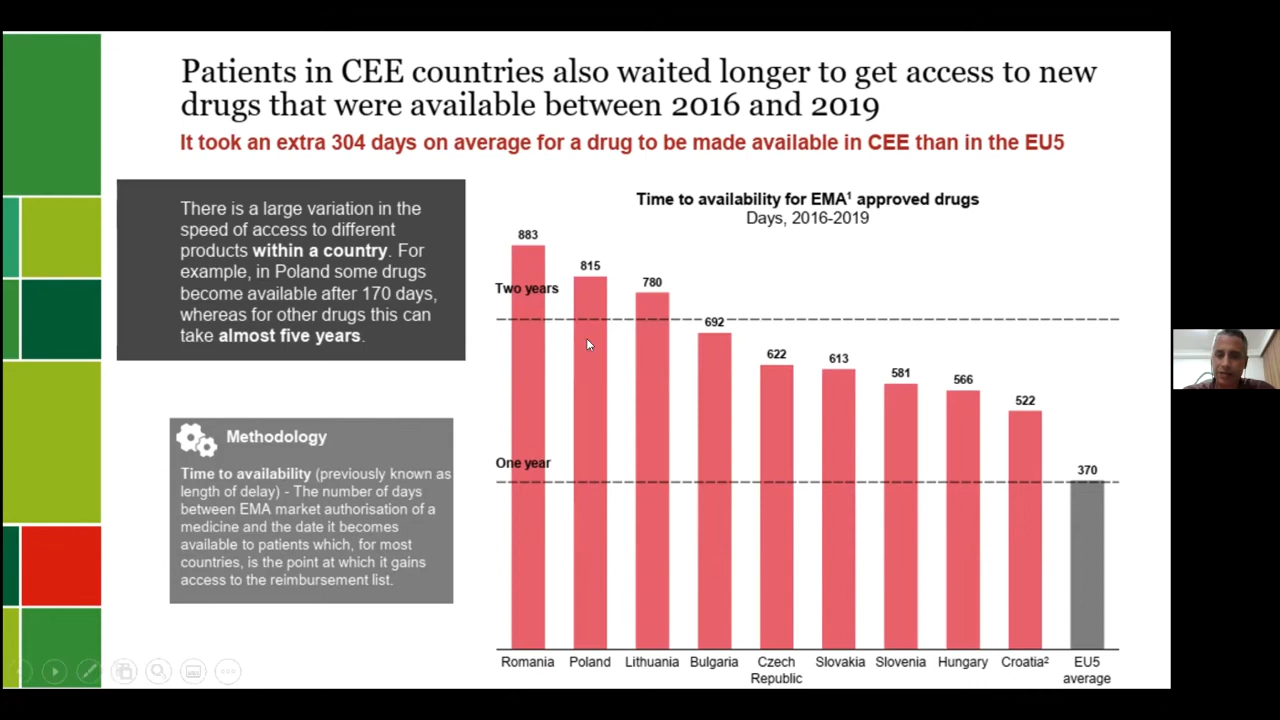 Patients in CEE countries also waited longer to get access to new
drugs that were available between 2016 and 2019
It took an extra 304 days on average for a drug to be made available in CEE than in the EU5
There is a large variation in the
speed of access to different
products within a country. For
example, in Poland some drugs
become available after 170 days,
whereas for other drugs this can
take almost five years.
Methodology
Time to availability (previously known as
length of delay) - The number of days
between EMA market authorisation of a
medicine and the date it becomes
available to patients which, for most
countries, is the point at which it gains
access to the reimbursement list.
Time to availability for EMA¹ approved drugs
Days, 2016-2019
883
815
780
692
622
613
581
566
522
370
Two years
One year
Romania
Poland
Lithuania
Bulgaria
Czech
Republic
Slovakia
Slovenia
Hungary
Croatia²
EU5
average